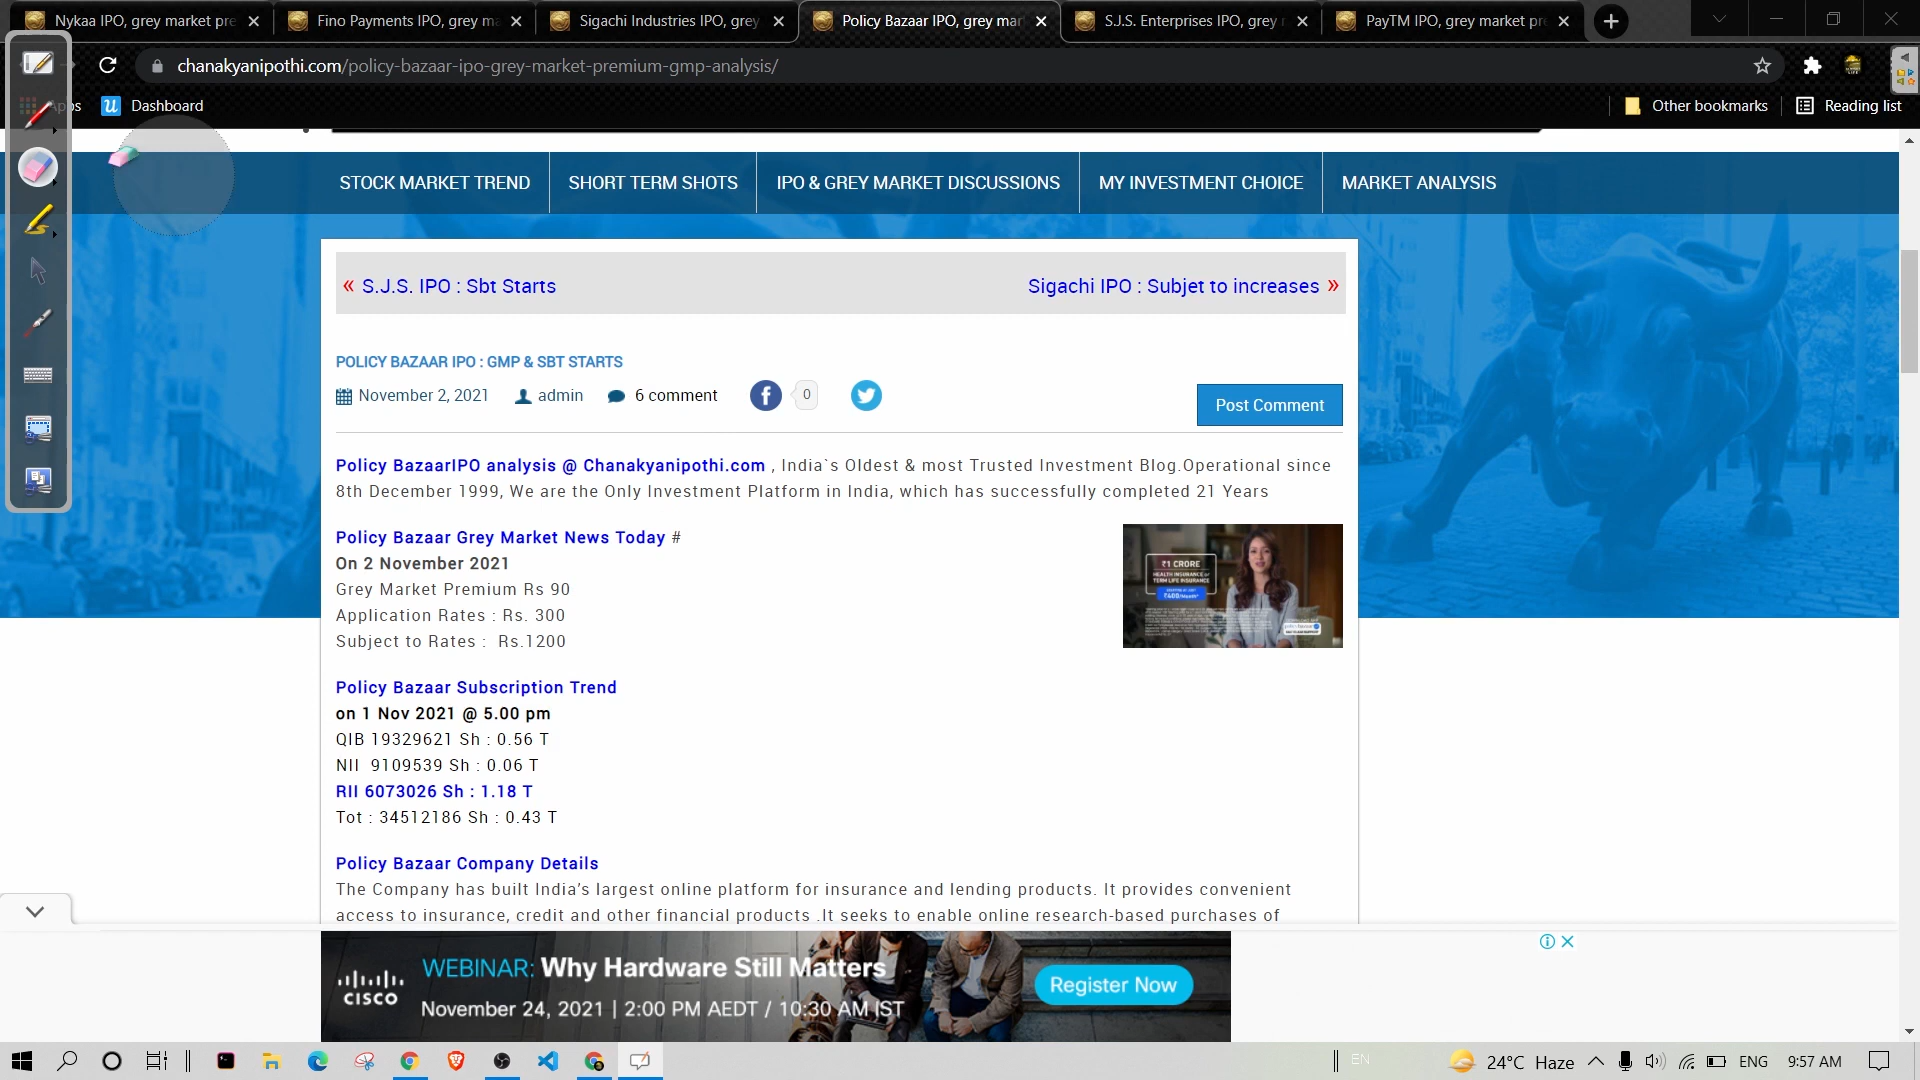 Nykaa IPO, grey market pre
Fino Payments IPO, grey ma
Sigachi Industries IPO, grey
Policy Bazaar IPO, grey mar
S.J.S. Enterprises IPO, grey r
PayTM IPO, grey market pr
chanakyanipothi.com/policy-bazaar-ipo-grey-market-premium-gmp-analysis/
Apps
Dashboard
Other bookmarks
Reading list
STOCK MARKET TREND
SHORT TERM SHOTS
IPO & GREY MARKET DISCUSSIONS
MY INVESTMENT CHOICE
MARKET ANALYSIS
« S.J.S. IPO : Sbt Starts
Sigachi IPO : Subjet to increases »
POLICY BAZAAR IPO : GMP & SBT STARTS
November 2, 2021
admin
6 comment
0
Post Comment
Policy BazaarIPO analysis @ Chanakyanipothi.com , India`s Oldest & most Trusted Investment Blog.Operational since
8th December 1999, We are the Only Investment Platform in India, which has successfully completed 21 Years
Policy Bazaar Grey Market News Today #
On 2 November 2021
Grey Market Premium Rs 90
Application Rates : Rs. 300
Subject to Rates :  Rs.1200
₹1 CRORE
HEALTH INSURANCE or
TERM LIFE INSURANCE
Policy Bazaar Subscription Trend
on 1 Nov 2021 @ 5.00 pm
QIB 19329621 Sh : 0.56 T
NII  9109539 Sh : 0.06 T
RII 6073026 Sh : 1.18 T
Tot : 34512186 Sh : 0.43 T
Policy Bazaar Company Details
The Company has built India’s largest online platform for insurance and lending products. It provides convenient
access to insurance, credit and other financial products .It seeks to enable online research-based purchases of
CISCO
WEBINAR: Why Hardware Still Matters
November 24, 2021 | 2:00 PM AEDT / 10:30 AM IST
Register Now
EN
24°C Haze
ENG
9:57 AM